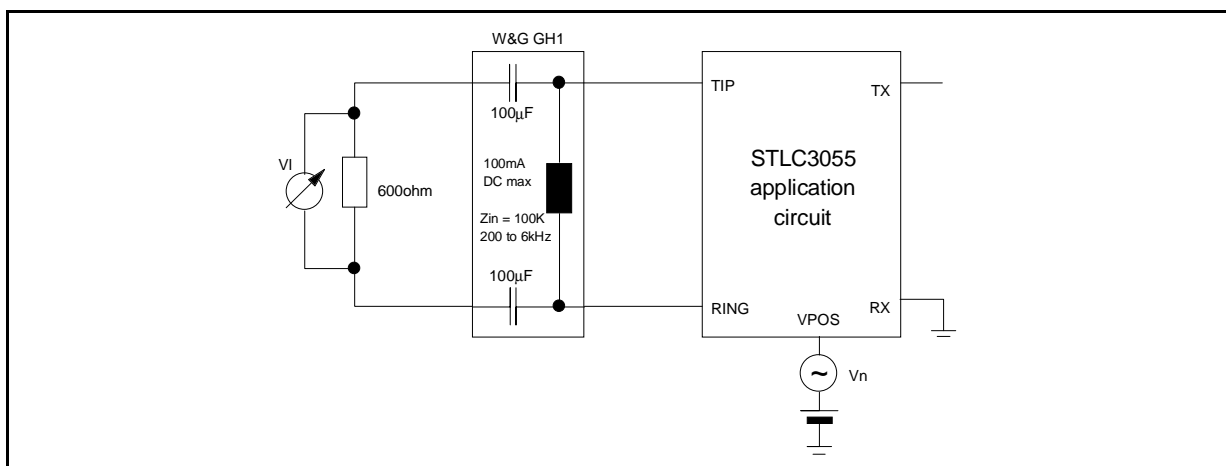 W&G GH1
TIP
TX
100μF
VI
600ohm
100mA
DC max
Zin = 100K
200 to 6kHz
STLC3055
application
circuit
100μF
RING
RX
VPOS
~
Vn